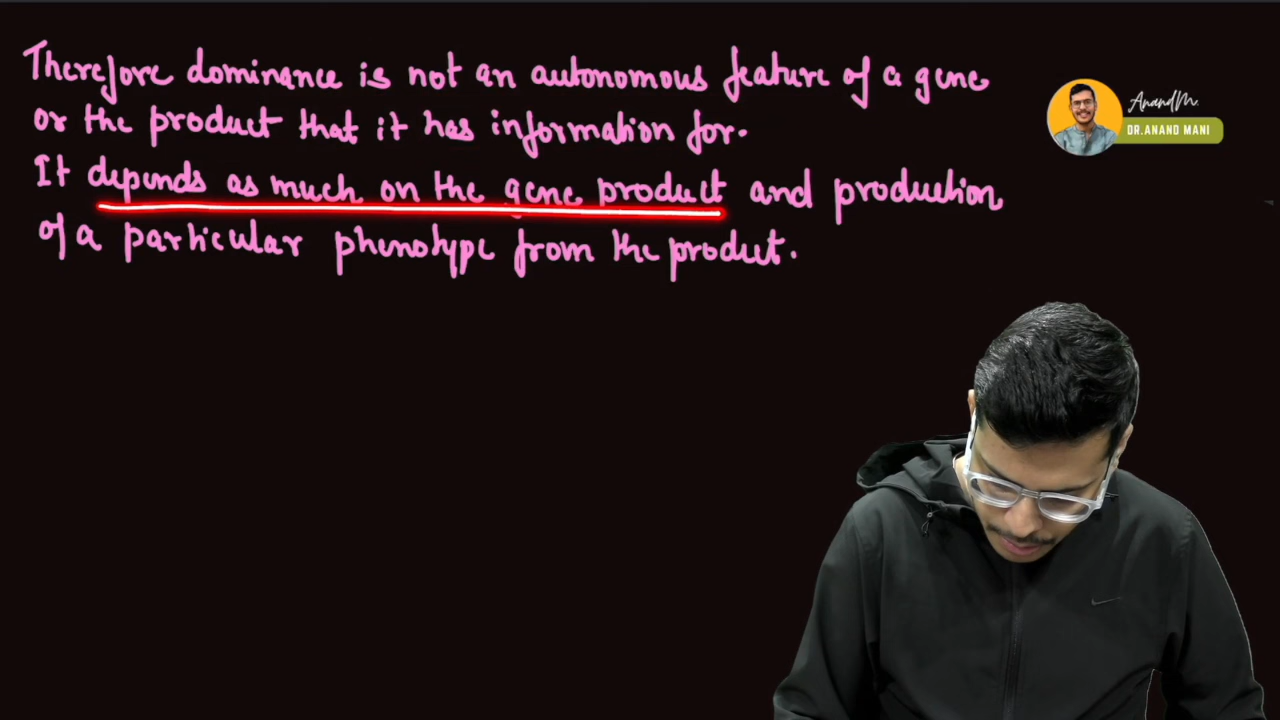 Therefore dominance is not an autonomous feature of a gene
or the product that it has information for.
It depends as much on the gene product and production
of a particular phenotype from the product.
AnandM.
DR.ANAND MANI